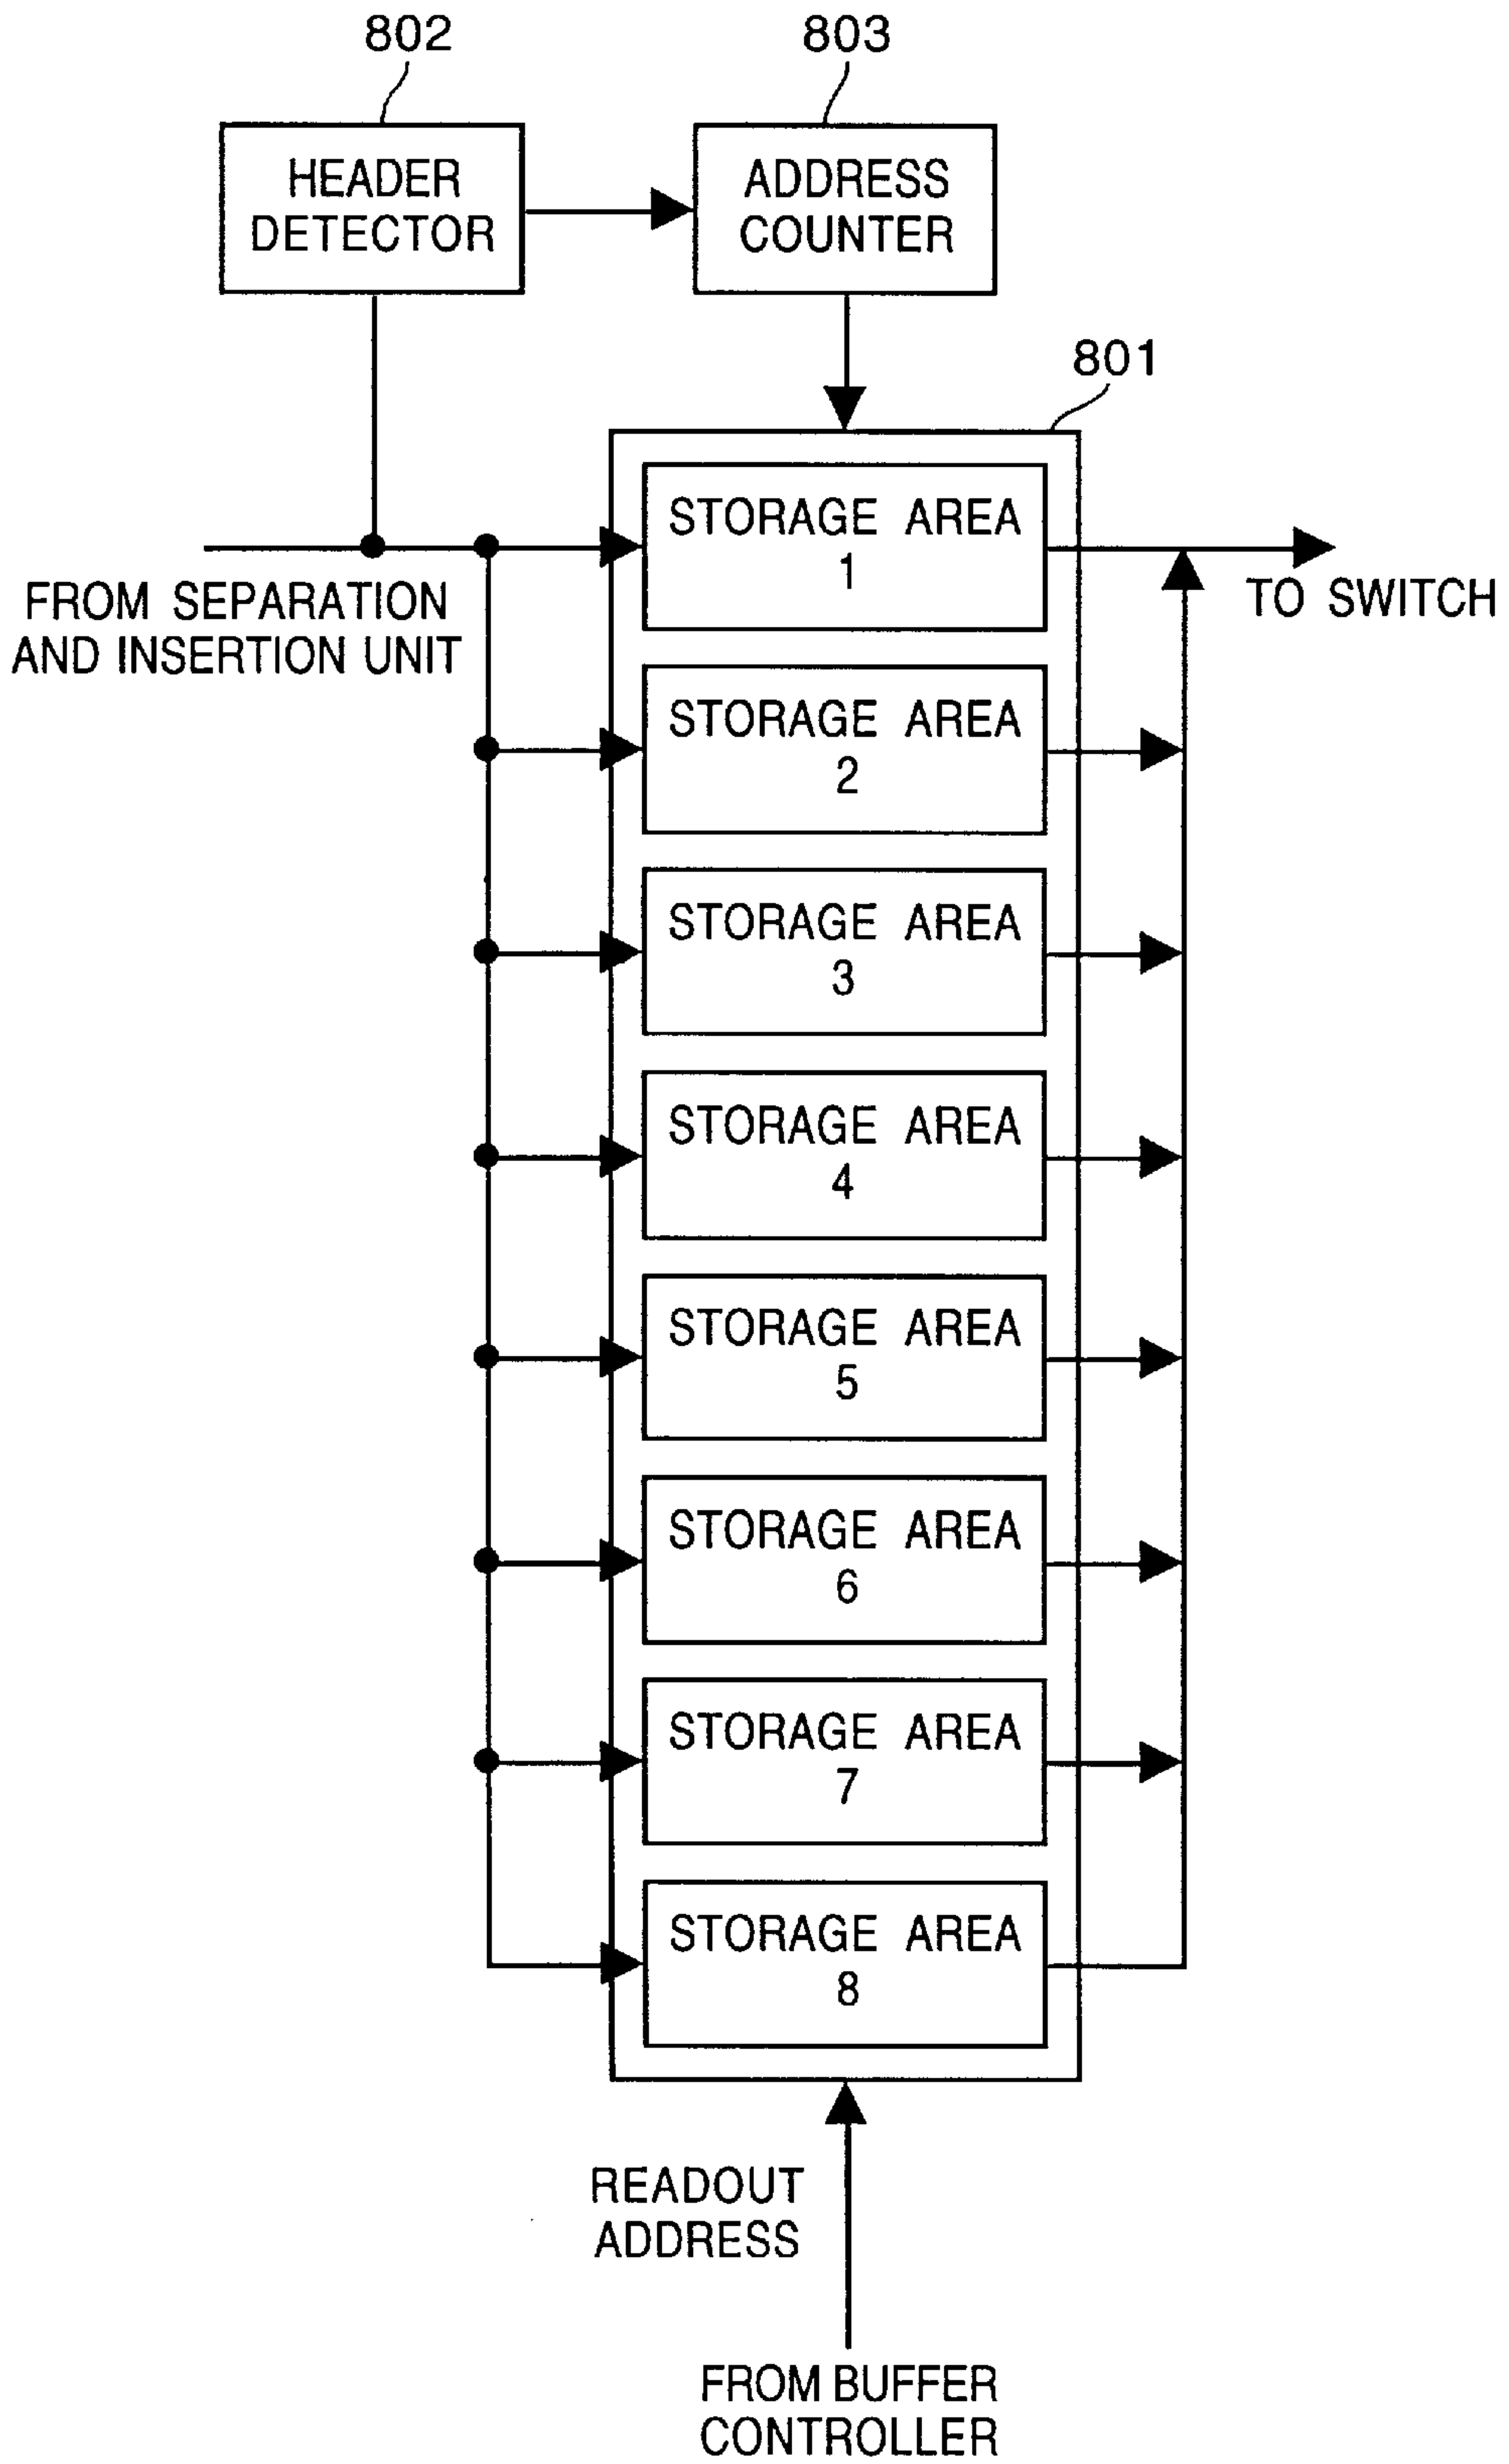 802
803
HEADER
DETECTOR
ADDRESS
COUNTER
801
STORAGE AREA
1
FROM SEPARATION
AND INSERTION UNIT
TO SWITCH
STORAGE AREA
2
STORAGE AREA
3
STORAGE AREA
4
STORAGE AREA
5
STORAGE AREA
6
STORAGE AREA
7
STORAGE AREA
8
READOUT
ADDRESS
FROM BUFFER
CONTROLLER